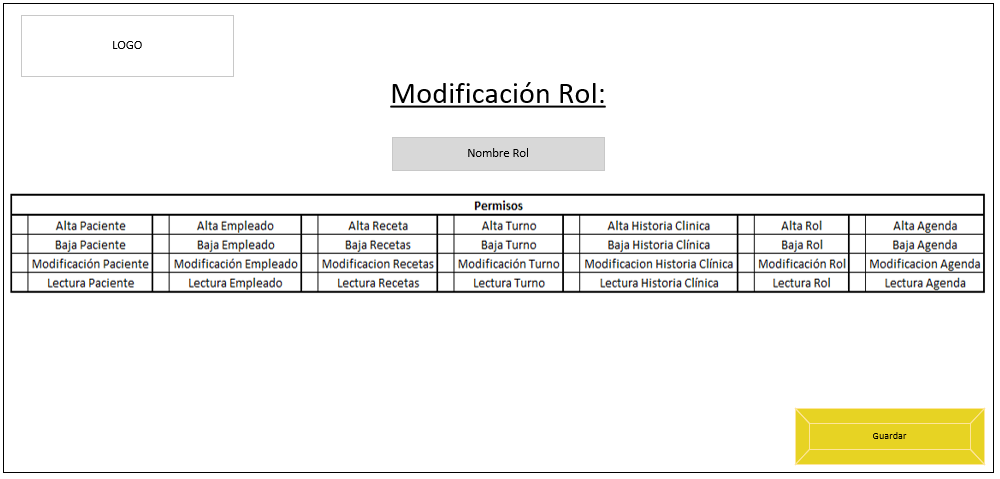 LOGO
Modificación Rol:
Nombre Rol
Permisos
Alta Paciente Alta Empleado Alta Receta Alta Turno Alta Historia Clinica Alta Rol Alta Agenda
Baja Paciente Baja Empleado Baja Recetas Baja Turno Baja Historia Clínica Baja Rol Baja Agenda
Modificación Paciente Modificación Empleado Modificacion Recetas Modificación Turno Modificacion Historia Clínica Modificación Rol Modificacion Agenda
Lectura Paciente Lectura Empleado Lectura Recetas Lectura Turno Lectura Historia Clínica Lectura Rol Lectura Agenda
Guardar